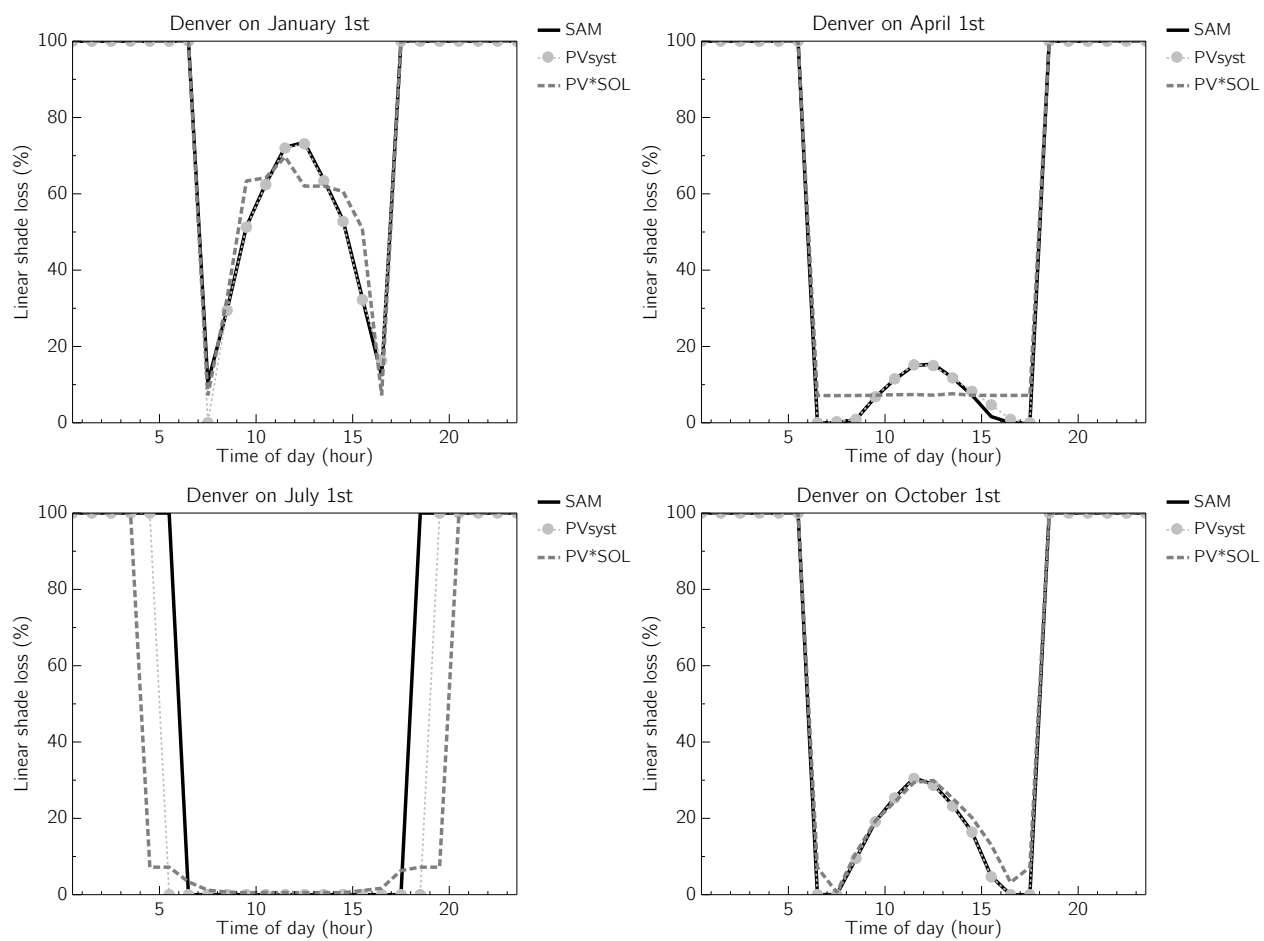 Denver on January 1st
SAM
PVsyst
PV*SOL
100
80
60
40
20
0
Linear shade loss (%)
5 10 15 20
Time of day (hour)
Denver on April 1st
SAM
PVsyst
PV*SOL
100
80
60
40
20
0
Linear shade loss (%)
5 10 15 20
Time of day (hour)
Denver on July 1st
SAM
PVsyst
PV*SOL
100
80
60
40
20
0
Linear shade loss (%)
5 10 15 20
Time of day (hour)
Denver on October 1st
SAM
PVsyst
PV*SOL
100
80
60
40
20
0
Linear shade loss (%)
5 10 15 20
Time of day (hour)